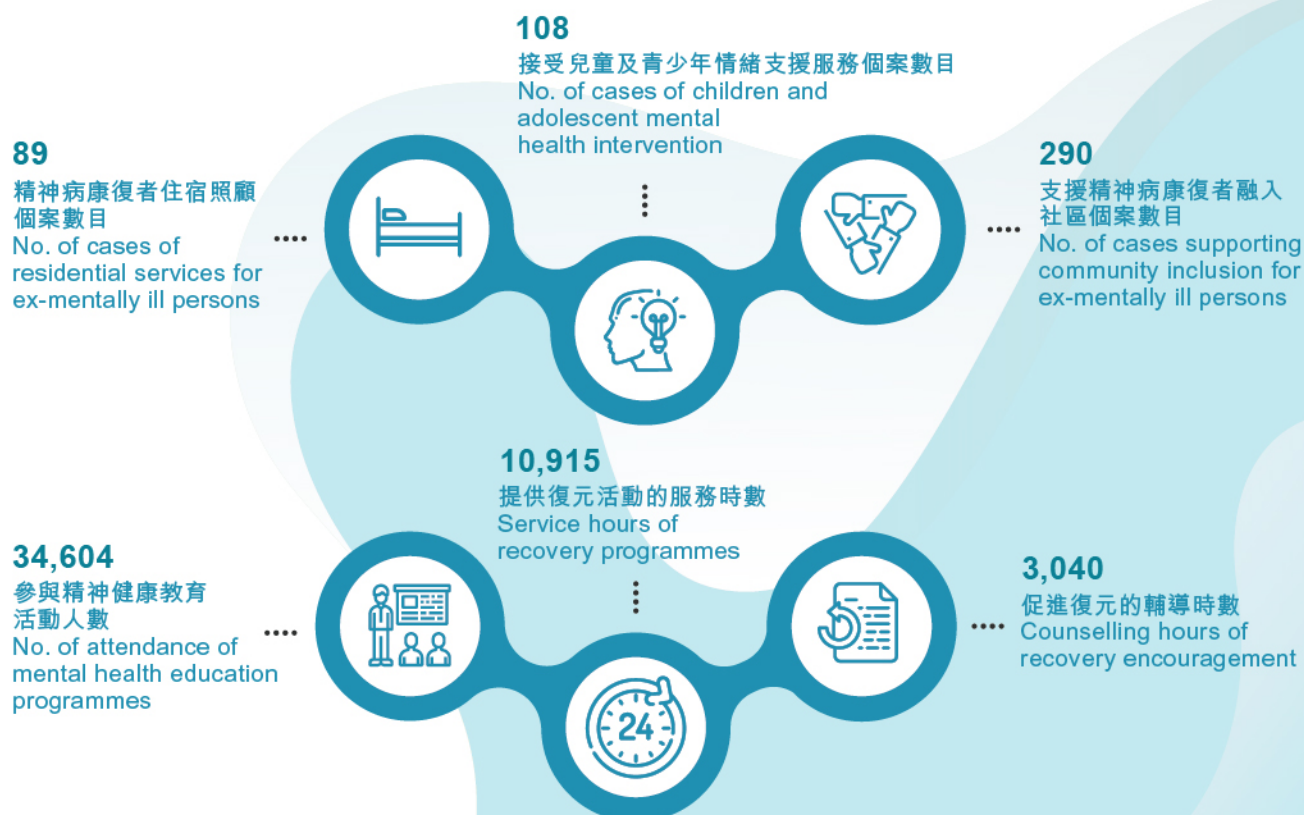 108
接受兒童及青少年情緒支援服務個案數目
No. of cases of children and
adolescent mental
health intervention
89
精神病康復者住宿照顧
個案數目
No. of cases of
residential services for
ex-mentally ill persons
290
支援精神病康復者融入
社區個案數目
No. of cases supporting
community inclusion for
ex-mentally ill persons
10,915
提供復元活動的服務時數
Service hours of
recovery programmes
34,604
參與精神健康教育
活動人數
No. of attendance of
mental health education
programmes
3,040
促進復元的輔導時數
Counselling hours of
recovery encouragement
24